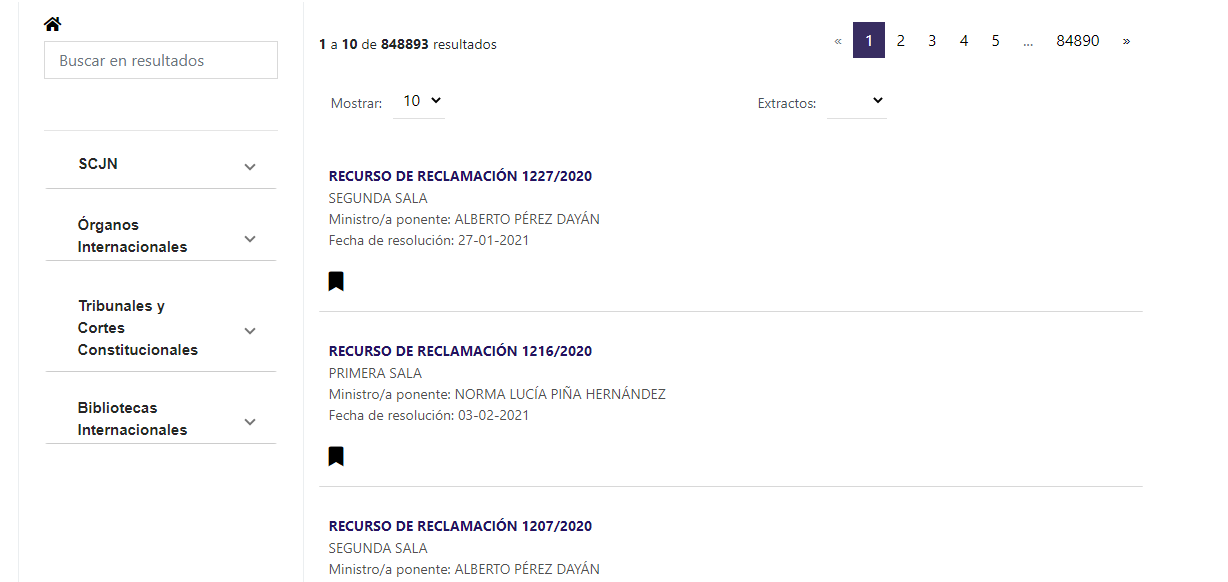 Buscar en resultados
SCJN
Órganos
Internacionales
Tribunales y
Cortes
Constitucionales
Bibliotecas
Internacionales
1 a 10 de 848893 resultados
« 1 2 3 4 5 ... 84890 »
Mostrar: 10
Extractos:
RECURSO DE RECLAMACIÓN 1227/2020
SEGUNDA SALA
Ministro/a ponente: ALBERTO PÉREZ DAYÁN
Fecha de resolución: 27-01-2021
RECURSO DE RECLAMACIÓN 1216/2020
PRIMERA SALA
Ministro/a ponente: NORMA LUCÍA PIÑA HERNÁNDEZ
Fecha de resolución: 03-02-2021
RECURSO DE RECLAMACIÓN 1207/2020
SEGUNDA SALA
Ministro/a ponente: ALBERTO PÉREZ DAYÁN